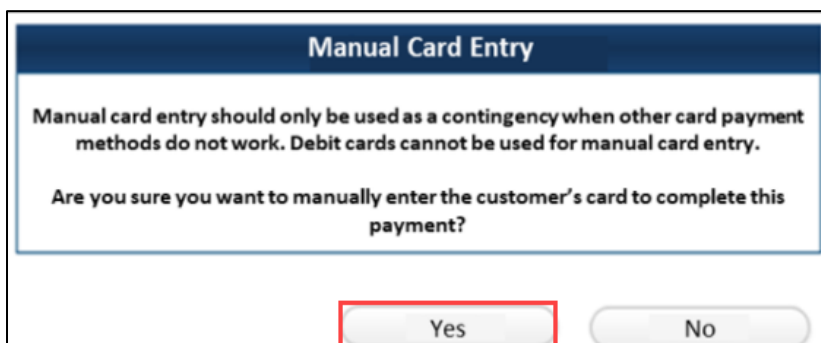 Manual Card Entry
Manual card entry should only be used as a contingency when other card payment
methods do not work. Debit cards cannot be used for manual card entry.
Are you sure you want to manually enter the customer's card to complete this
payment?
Yes
No